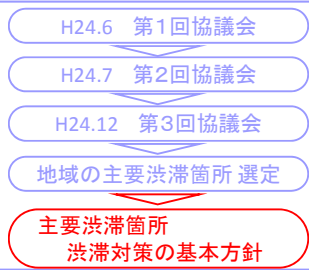 H24.6　第１回協議会
H24.7　第２回協議会
H24.12　第３回協議会
地域の主要渋滞箇所 選定
主要渋滞箇所
渋滞対策の基本方針